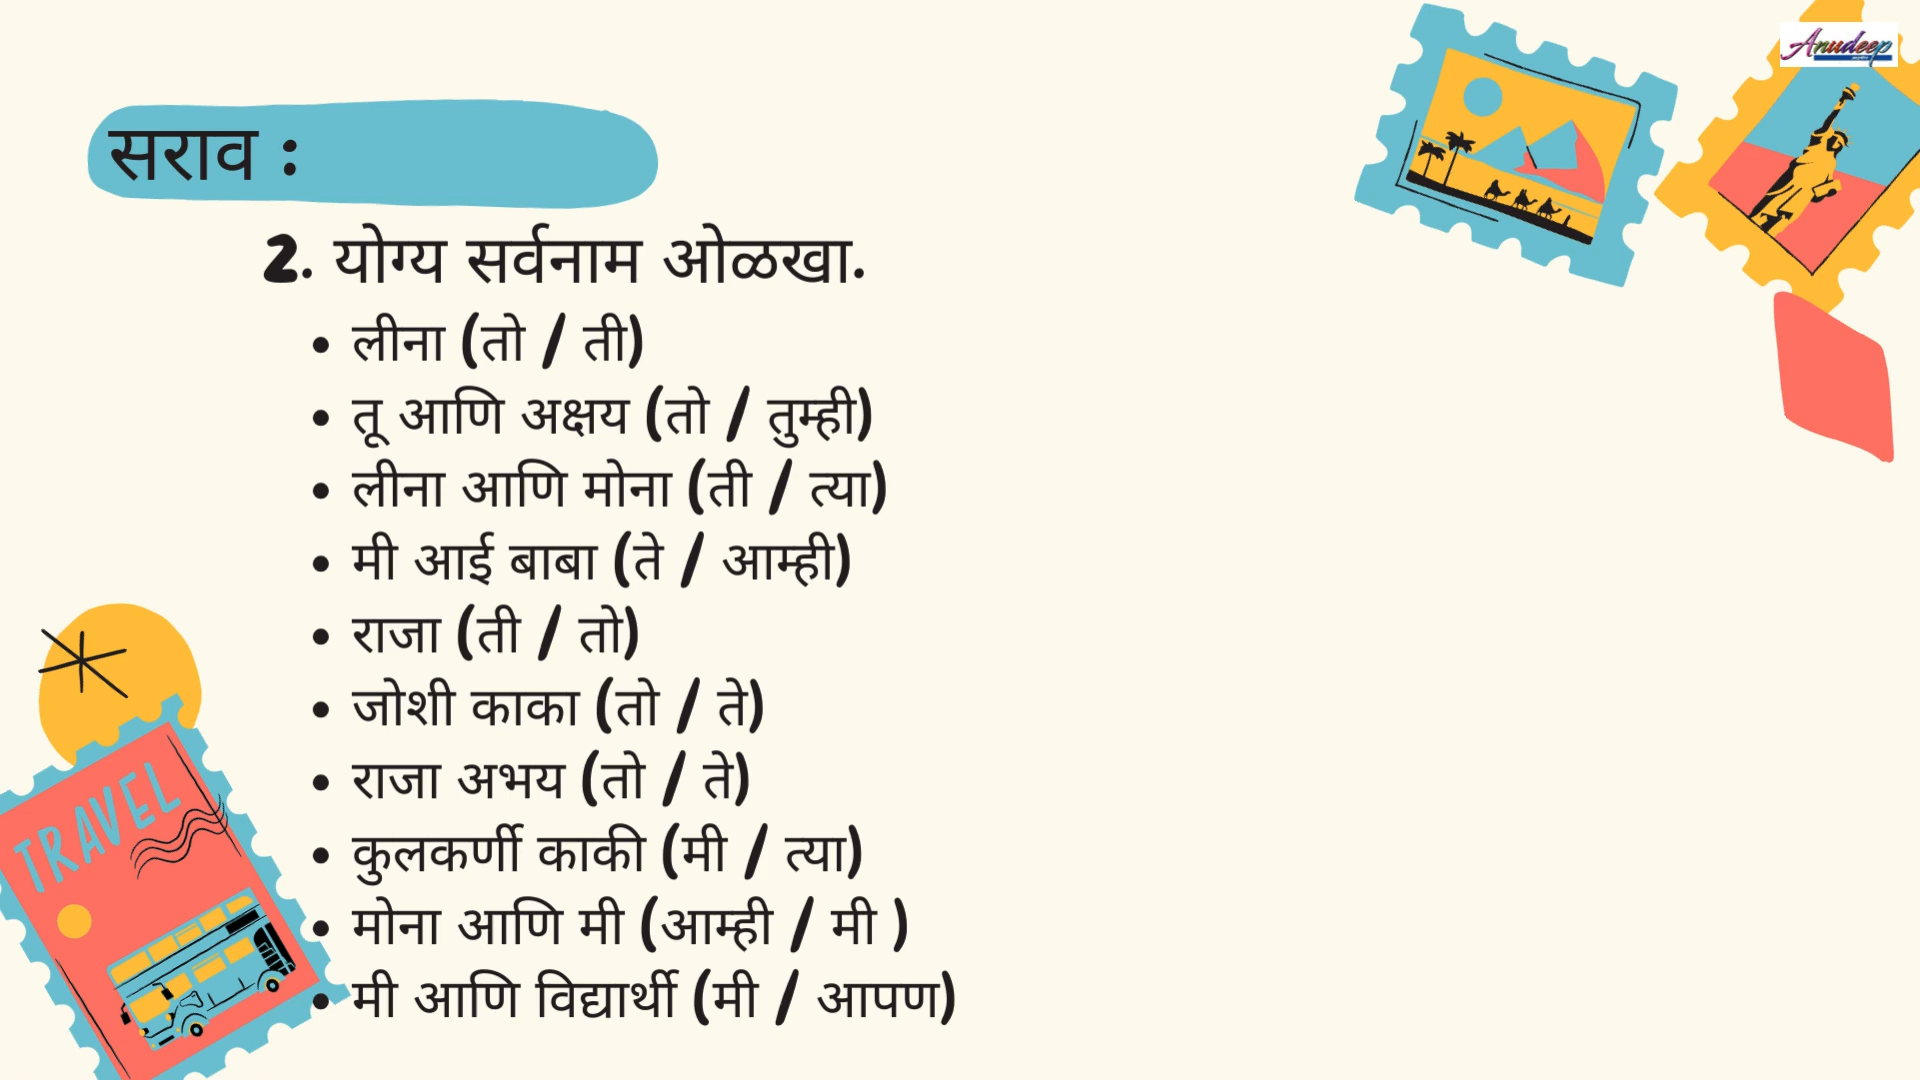 Anudeep
सराव :
2. योग्य सर्वनाम ओळखा.
• लीना (तो / ती)
• तू आणि अक्षय (तो / तुम्ही)
• लीना आणि मोना (ती / त्या)
• मी आई बाबा (ते / आम्ही)
• राजा (ती / तो)
• जोशी काका (तो / ते)
• राजा अभय (तो / ते)
• कुलकर्णी काकी (मी / त्या)
• मोना आणि मी (आम्ही / मी )
• मी आणि विद्यार्थी (मी / आपण)
TRAVEL